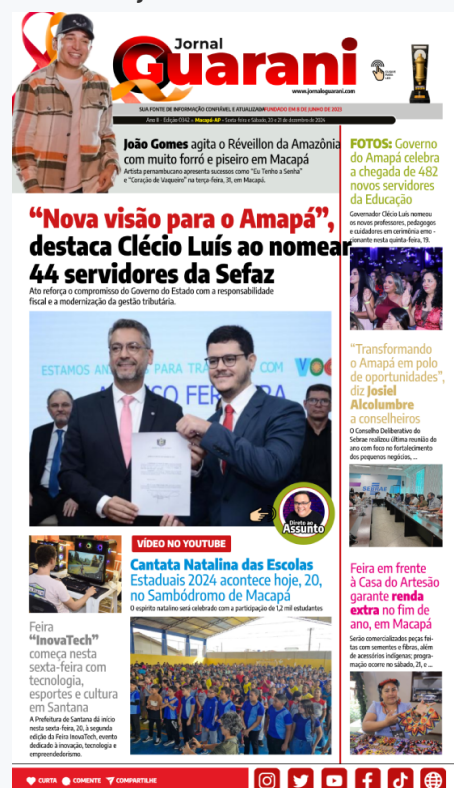 Jornal
Guarani
www.jornaloguarani.com
SUA FONTE DE INFORMAÇÃO CONFIÁVEL E ATUALIZADA FUNDADO EM 8 DE JUNHO DE 2023
Ano II - Edição 0342 - Macapá-AP - Sexta-feira e Sábado, 20 e 21 de dezembro de 2024
João Gomes agita o Réveillon da Amazônia
com muito forró e piseiro em Macapá
Artista pernambucano apresenta sucessos como “Eu Tenho a Senha”
e “Coração de Vaqueiro” na terça-feira, 31, em Macapá.
“Nova visão para o Amapá”,
destaca Clécio Luís ao nomear
44 servidores da Sefaz
Ato reforça o compromisso do Governo do Estado com a responsabilidade
fiscal e a modernização da gestão tributária.
ESTAMOS
PARA
COM
VOC
Direto ao
Assunto
VÍDEO NO YOUTUBE
Cantata Natalina das Escolas
Estaduais 2024 acontece hoje, 20,
no Sambódromo de Macapá
O espírito natalino será celebrado com a participação de 1,2 mil estudantes
Feira
“InovaTech”
começa nesta
sexta-feira com
tecnologia,
esportes e cultura
em Santana
A Prefeitura de Santana dá início
nesta sexta-feira, 20, à segunda
edição da Feira InovaTech, evento
dedicado à inovação, tecnologia e
empreendedorismo.
FOTOS: Governo
do Amapá celebra
a chegada de 482
novos servidores
da Educação
Governador Clécio Luís nomeou
os novos professores, pedagogos
e cuidadores em cerimônia emo -
cionante nesta quinta-feira, 19.
“Transformando
o Amapá em polo
de oportunidades”,
diz Josiel
Alcolumbre
a conselheiros
O Conselho Deliberativo do
Sebrae realizou última reunião do
ano com foco no fortalecimento
dos pequenos negócios, ...
SEBRAE
Feira em frente
à Casa do Artesão
garante renda
extra no fim de
ano, em Macapá
Serão comercializados peças fei-
tas com sementes e fibras, além
de acessórios indígenas; progra-
mação ocorre no sábado, 21, e ...
CURTA
COMENTE
COMPARTILHE